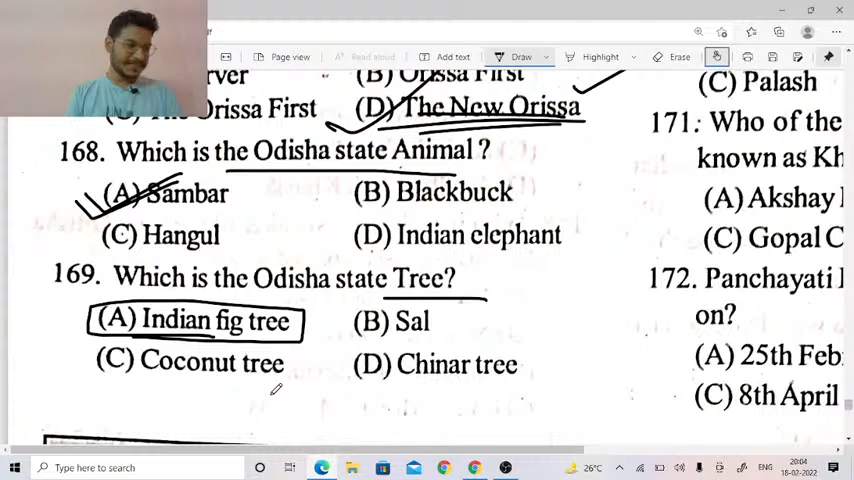 df
Page view
Read aloud
Add text
Draw
Highlight
Erase
(B) Orissa First
(C) Palash
Orissa First
(D) The New Orissa
168. Which is the Odisha state Animal?
(A) Sambar
(B) Blackbuck
(C) Hangul
(D) Indian elephant
169. Which is the Odisha state Tree?
(A) Indian fig tree
(B) Sal
(C) Coconut tree
(D) Chinar tree
171: Who of the
known as Kh
(A) Akshay
(C) Gopal C
172. Panchayati
on?
(A) 25th Feb
(C) 8th April
Type here to search
26°C
ENG
20:04
18-02-2022